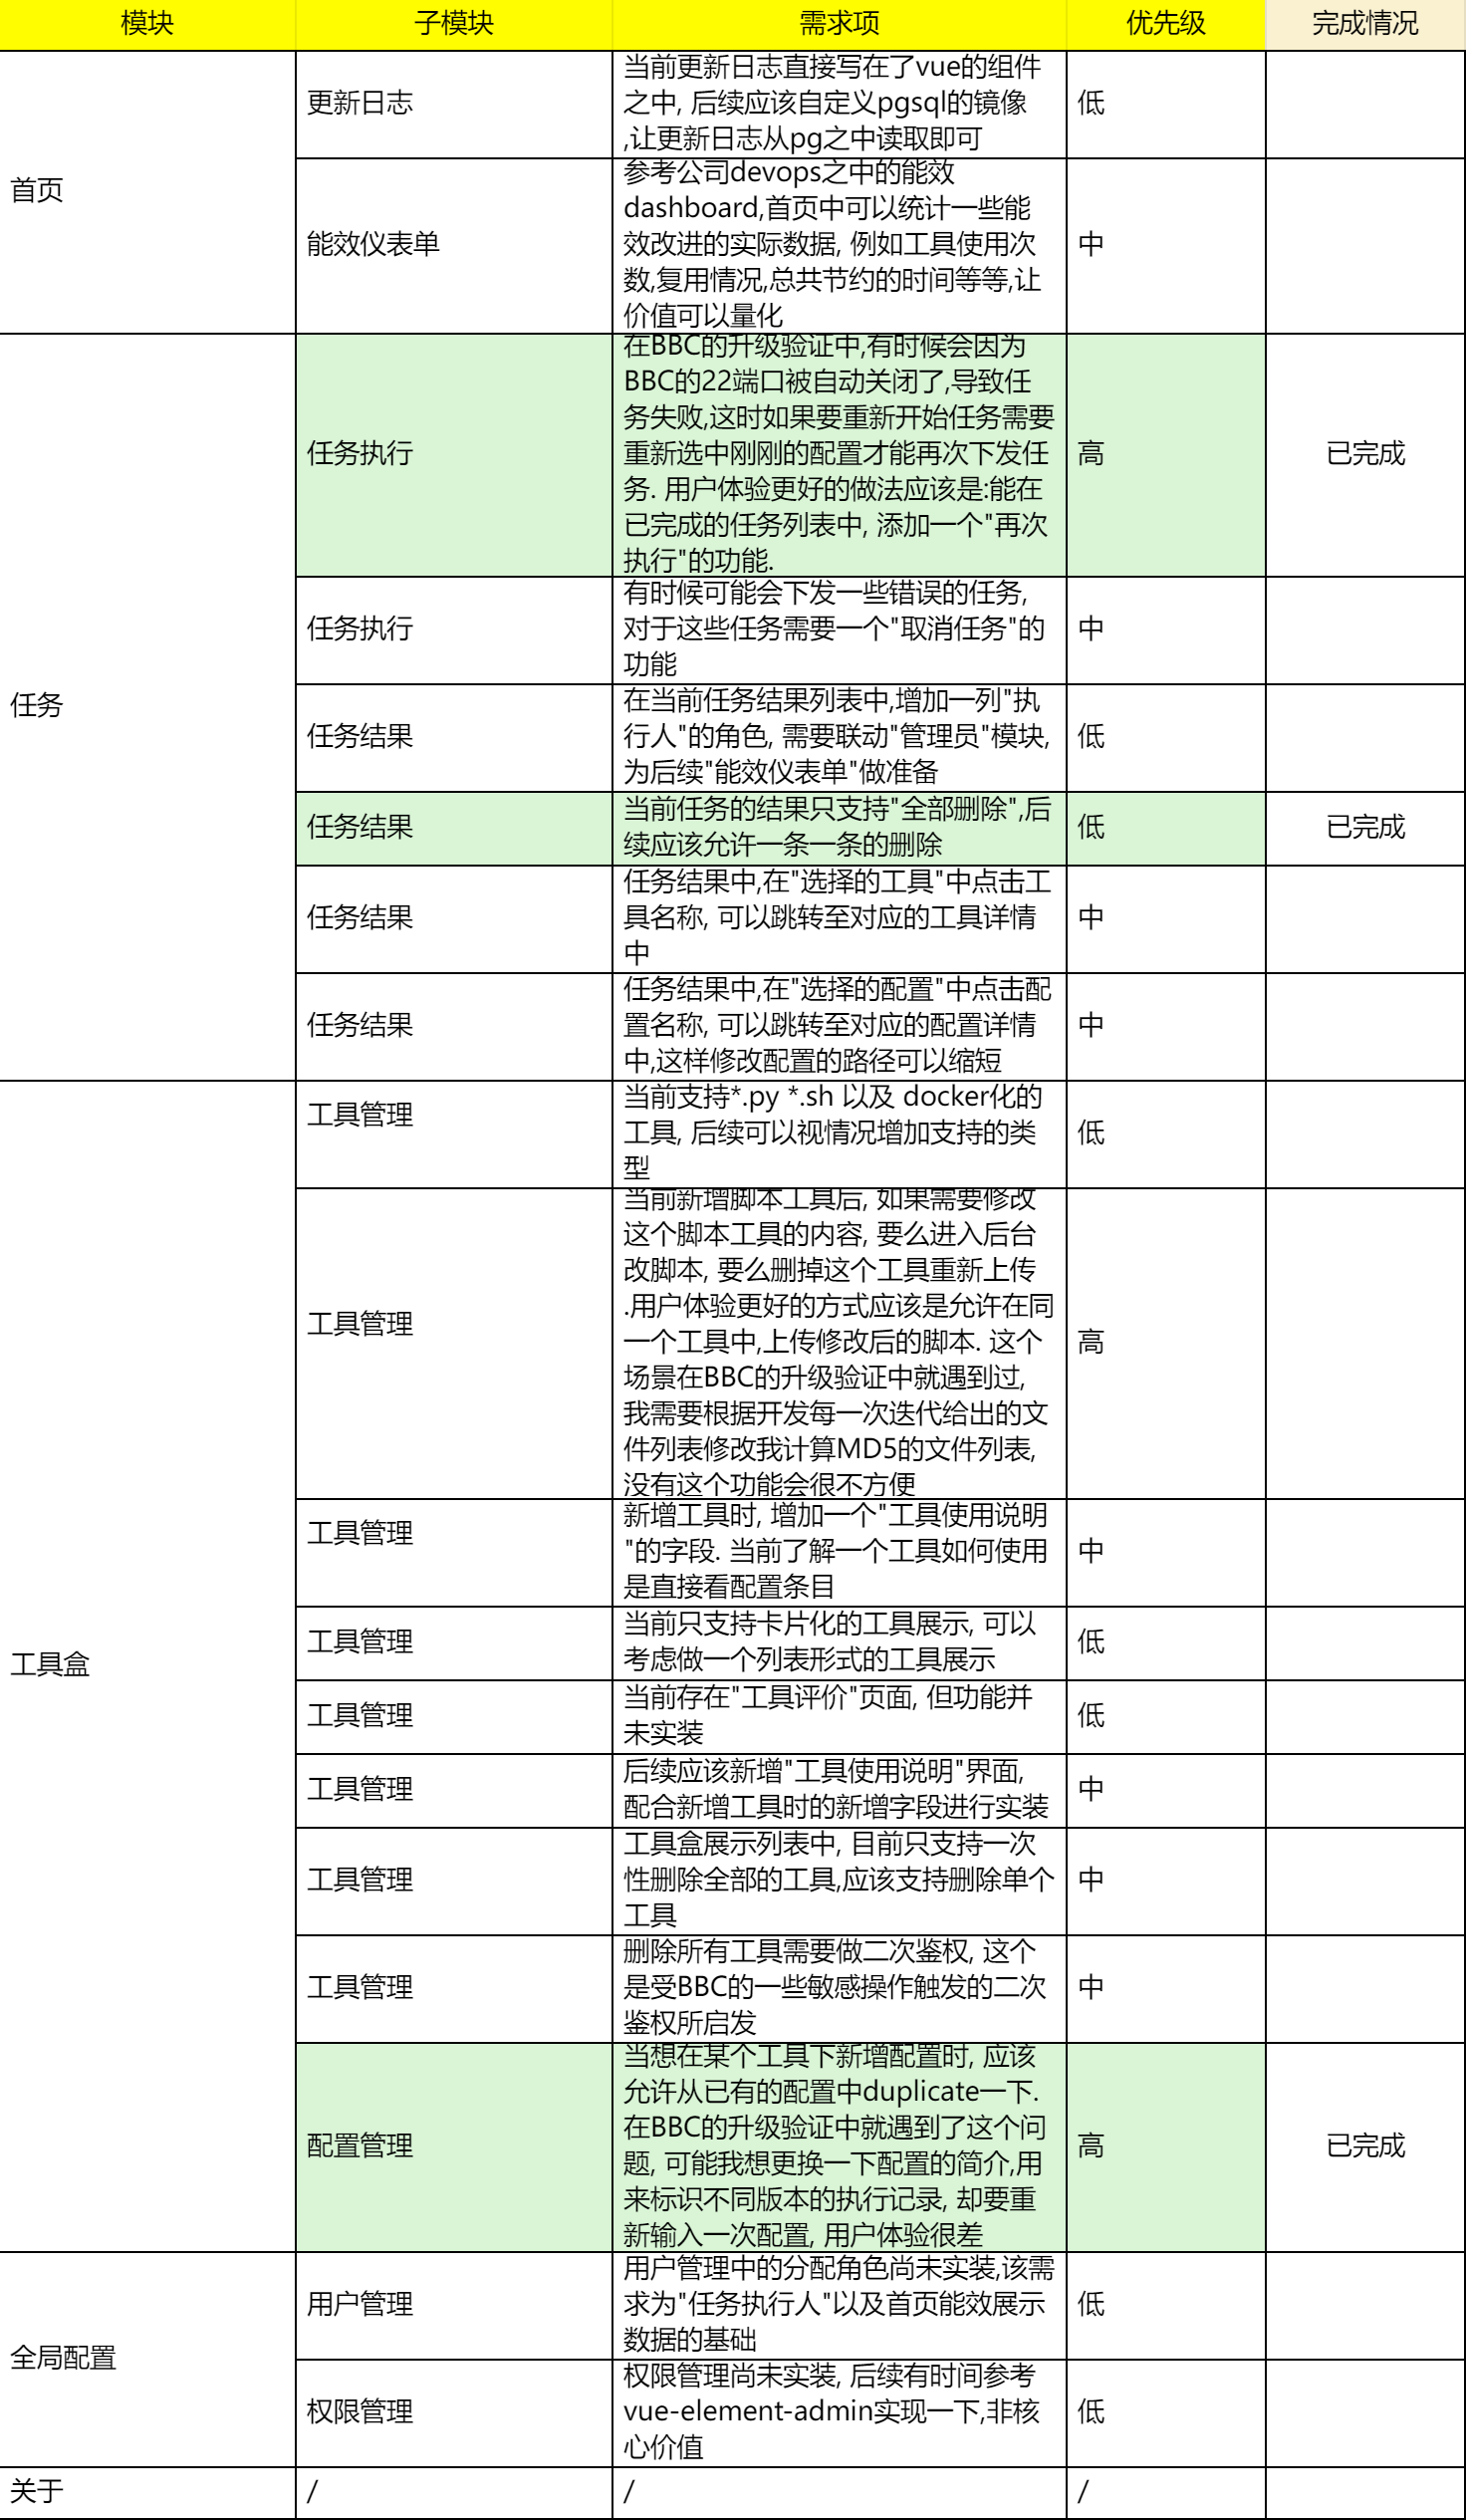 模块 子模块 需求项 优先级 完成情况
首页
更新日志
当前更新日志直接写在了vue的组件
之中, 后续应该自定义pgsql的镜像
,让更新日志从pg之中读取即可
低
能效仪表单
参考公司devops之中的能效
dashboard,首页中可以统计一些能
效改进的实际数据, 例如工具使用次
数,复用情况,总共节约的时间等等,让
价值可以量化
中
任务
任务执行
在BBC的升级验证中,有时候会因为
BBC的22端口被自动关闭了,导致任
务失败,这时如果要重新开始任务需要
重新选中刚刚的配置才能再次下发任
务. 用户体验更好的做法应该是:能在
已完成的任务列表中, 添加一个"再次
执行"的功能.
高
已完成
任务执行
有时候可能会下发一些错误的任务,
对于这些任务需要一个"取消任务"的
功能
中
任务结果
在当前任务结果列表中,增加一列"执
行人"的角色, 需要联动"管理员"模块,
为后续"能效仪表单"做准备
低
任务结果
当前任务的结果只支持"全部删除",后
续应该允许一条一条的删除
低
已完成
任务结果
任务结果中,在"选择的工具"中点击工
具名称, 可以跳转至对应的工具详情
中
中
任务结果
任务结果中,在"选择的配置"中点击配
置名称, 可以跳转至对应的配置详情
中,这样修改配置的路径可以缩短
中
工具盒
工具管理
当前支持*.py *.sh 以及 docker化的
工具, 后续可以视情况增加支持的类
型
低
工具管理
当前新增脚本工具后, 如果需要修改
这个脚本工具的内容, 要么进入后台
改脚本, 要么删掉这个工具重新上传
.用户体验更好的方式应该是允许在同
一个工具中,上传修改后的脚本. 这个
场景在BBC的升级验证中就遇到过,
我需要根据开发每一次迭代给出的文
件列表修改我计算MD5的文件列表,
没有这个功能会很不方便
高
工具管理
新增工具时, 增加一个"工具使用说明
"的字段. 当前了解一个工具如何使用
是直接看配置条目
中
工具管理
当前只支持卡片化的工具展示, 可以
考虑做一个列表形式的工具展示
低
工具管理
当前存在"工具评价"页面, 但功能并
未实装
低
工具管理
后续应该新增"工具使用说明"界面,
配合新增工具时的新增字段进行实装
中
工具管理
工具盒展示列表中, 目前只支持一次
性删除全部的工具,应该支持删除单个
工具
中
工具管理
删除所有工具需要做二次鉴权, 这个
是受BBC的一些敏感操作触发的二次
鉴权所启发
中
配置管理
当想在某个工具下新增配置时, 应该
允许从已有的配置中duplicate一下.
在BBC的升级验证中就遇到了这个问
题, 可能我想更换一下配置的简介,用
来标识不同版本的执行记录, 却要重
新输入一次配置, 用户体验很差
高
已完成
全局配置
用户管理
用户管理中的分配角色尚未实装,该需
求为"任务执行人"以及首页能效展示
数据的基础
低
权限管理
权限管理尚未实装, 后续有时间参考
vue-element-admin实现一下,非核
心价值
低
关于 / / /